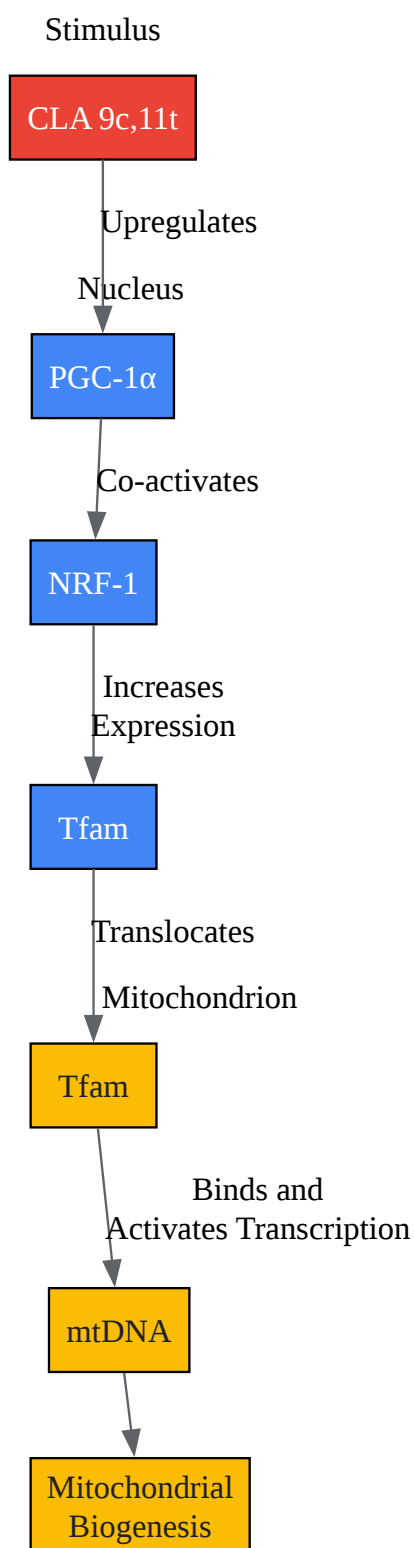 Stimulus
CLA 9c,11t
Upregulates
Nucleus
PGC-1α
Co-activates
NRF-1
Increases
Expression
Tfam
Translocates
Mitochondrion
Tfam
Binds and
Activates Transcription
mtDNA
Mitochondrial
Biogenesis